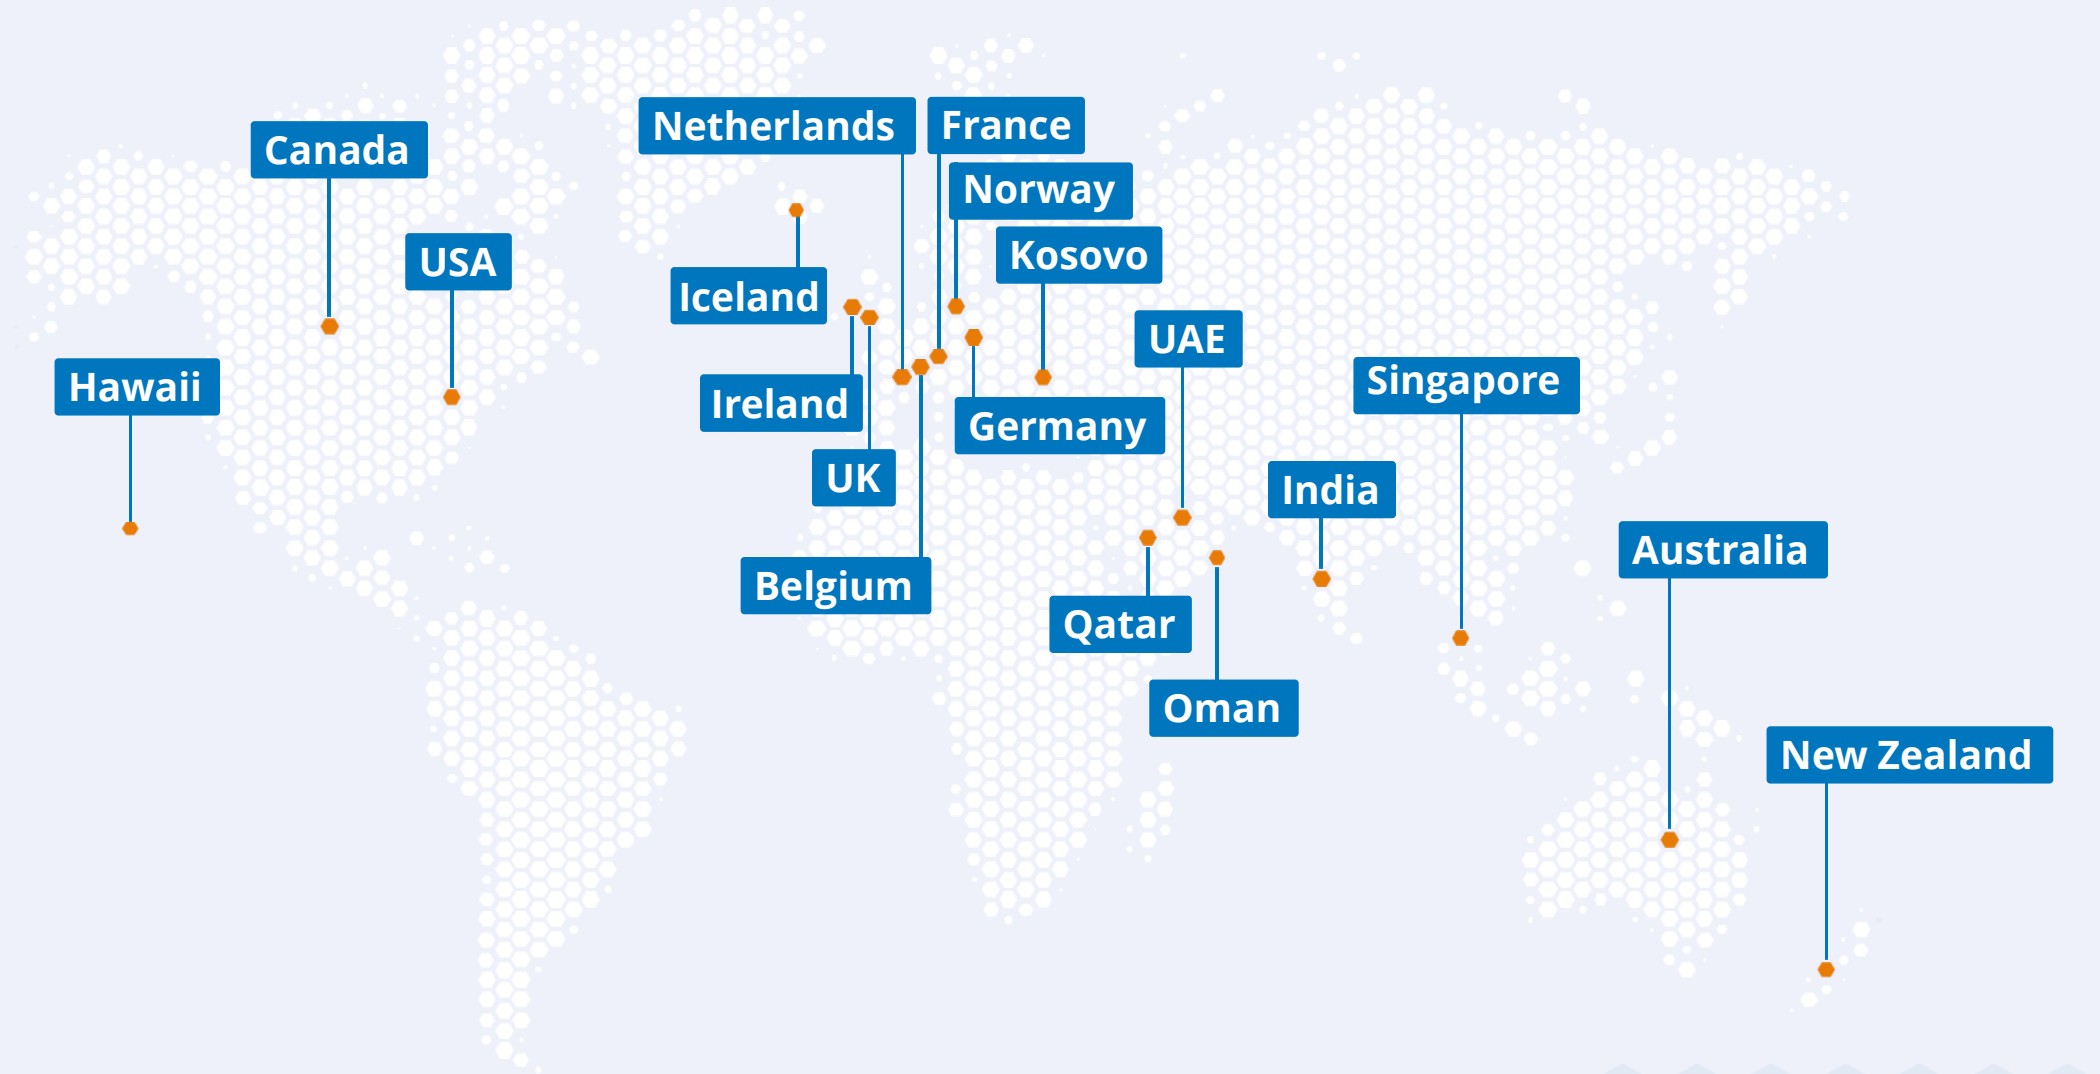 Netherlands
France
Canada
Norway
USA
Kosovo
Iceland
UAE
Hawaii
Singapore
Ireland
Germany
UK
India
Australia
Belgium
Qatar
Oman
New Zealand